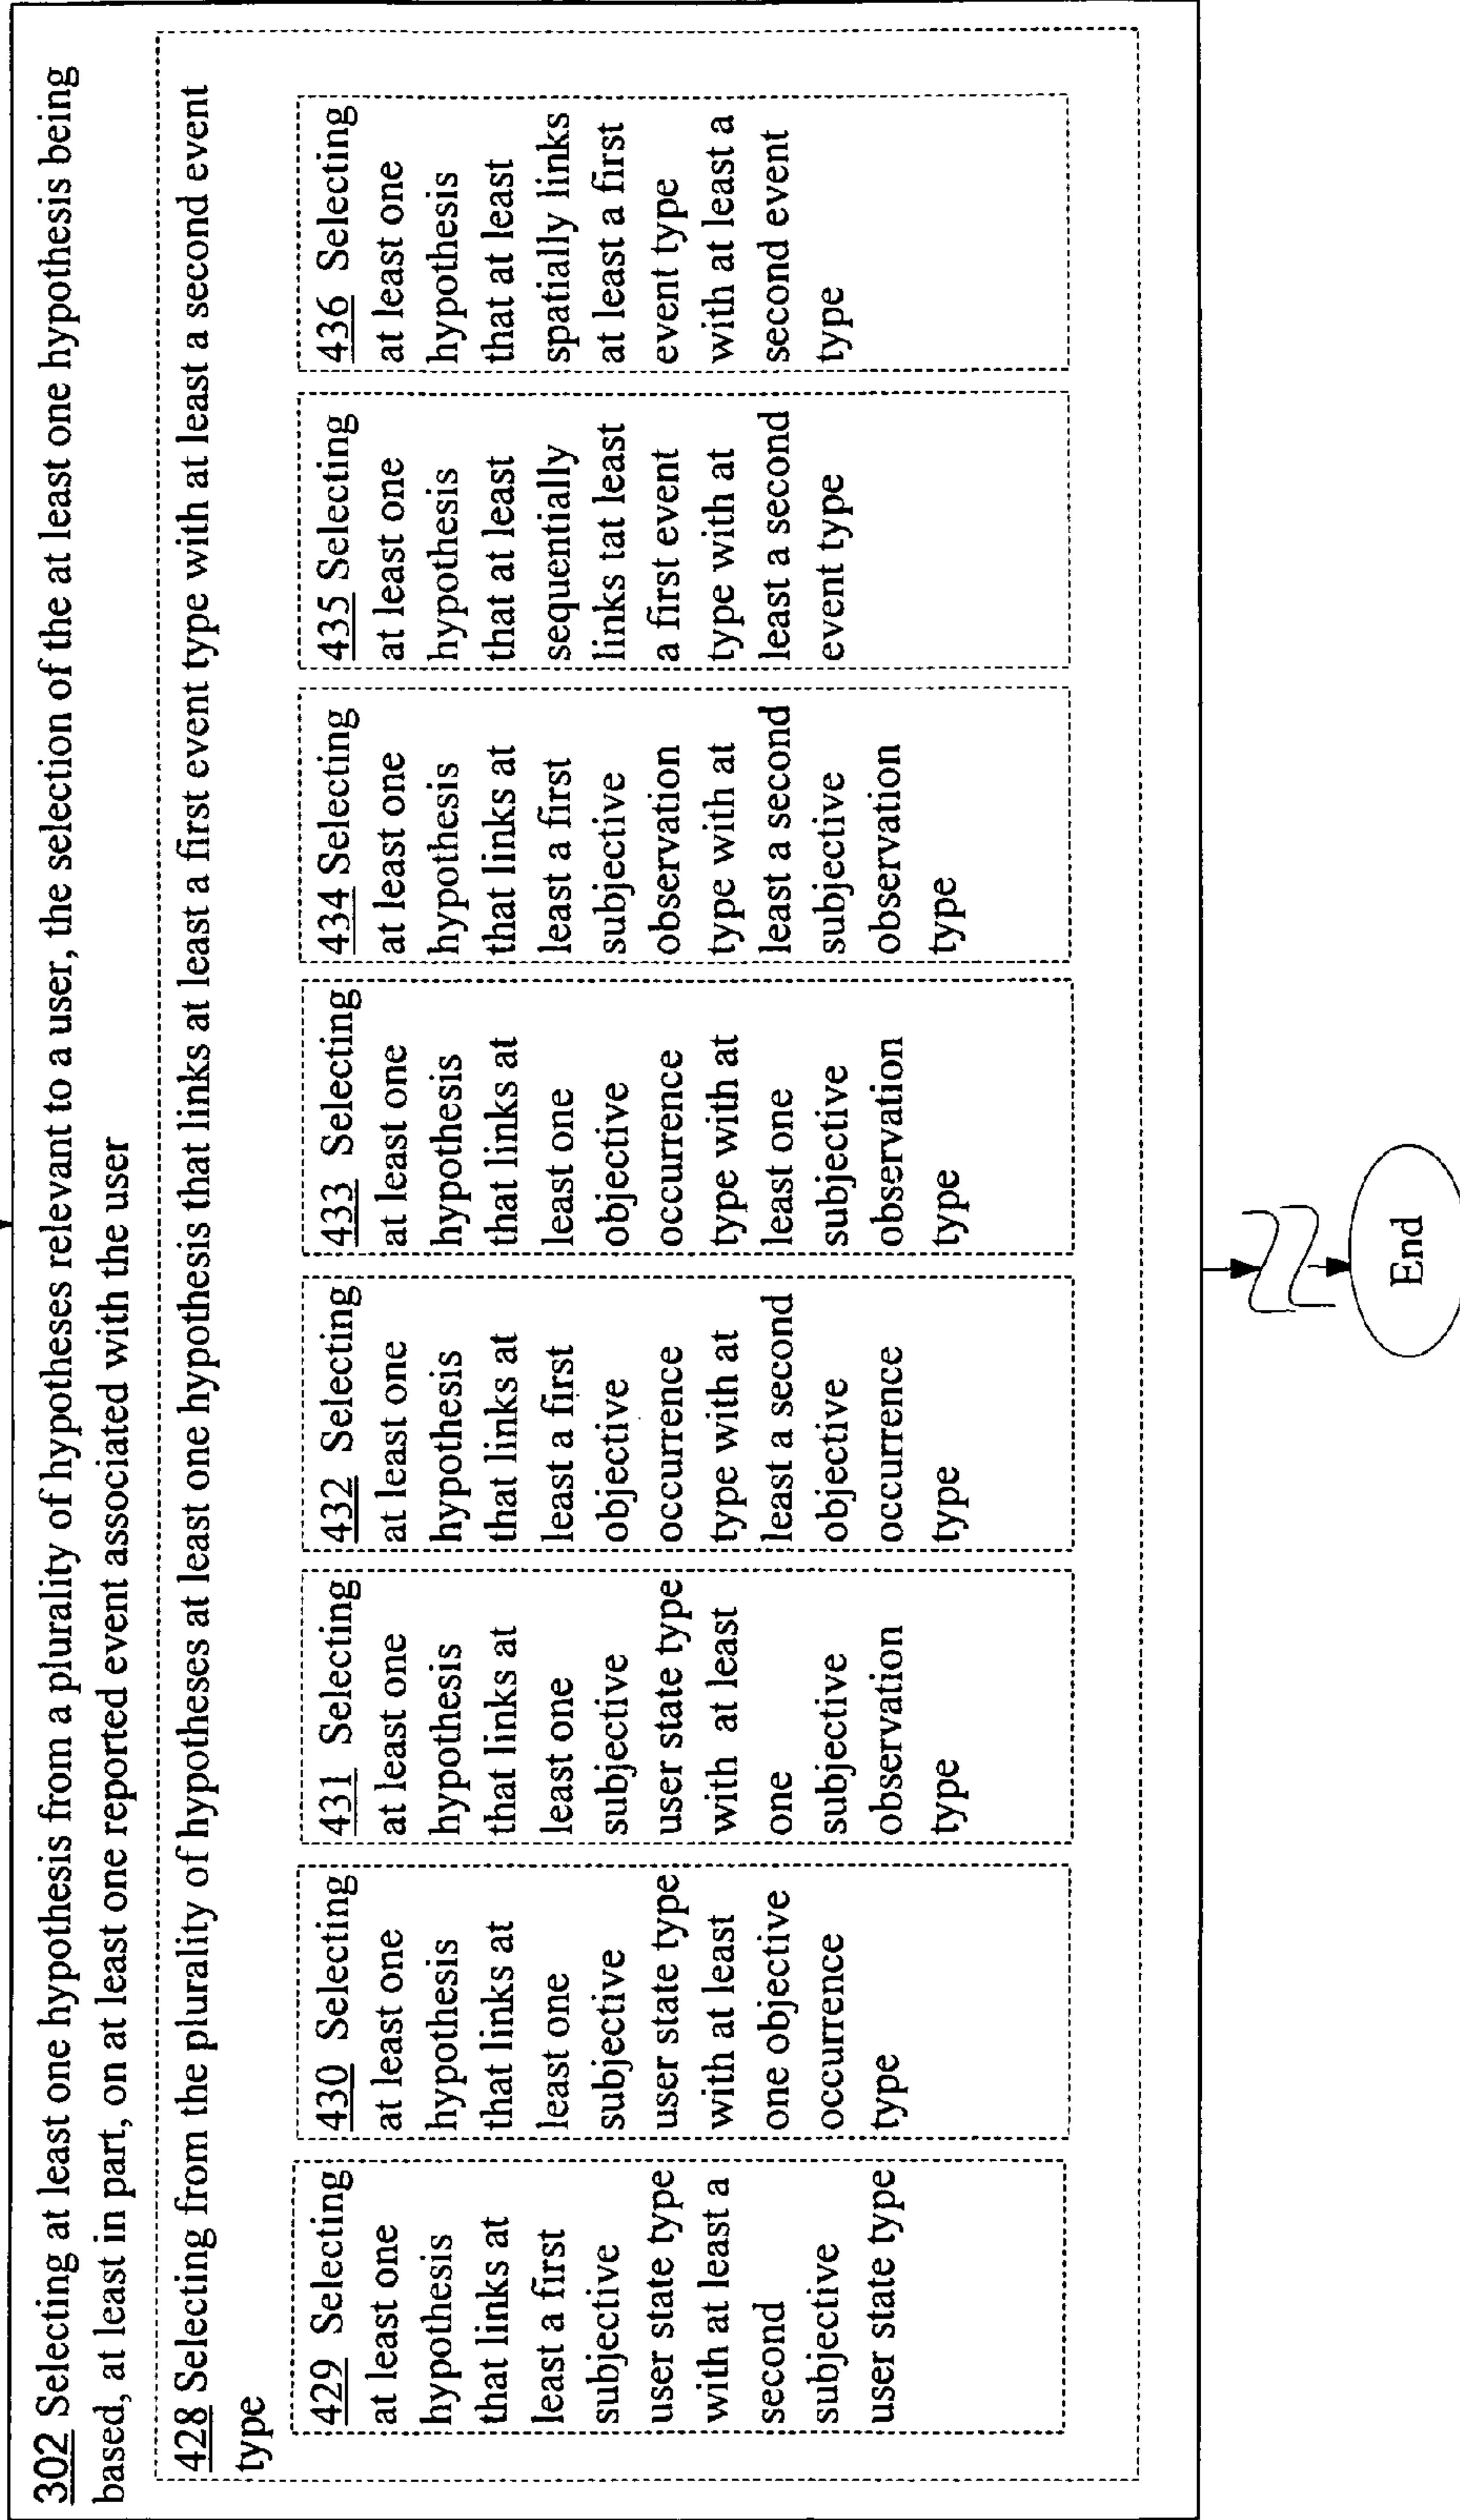 302 Selecting at least one hypothesis from a plurality of hypotheses relevant to a user, the selection of the at least one hypothesis being
based, at least in part, on at least one reported event associated with the user
428 Selecting from the plurality of hypotheses at least one hypothesis that links at least a first event type with at least a second event
type
429 Selecting
at least one
hypothesis
that links at
least a first
subjective
user state type
with at least a
second
subjective
user state type
430 Selecting
at least one
hypothesis
that links at
least one
subjective
user state type
with at least
one objective
occurrence
type
431 Selecting
at least one
hypothesis
that links at
least one
subjective
user state type
with at least
one
subjective
observation
type
432 Selecting
at least one
hypothesis
that links at
least a first
objective
occurrence
type with at
least a second
objective
occurrence
type
433 Selecting
at least one
hypothesis
that links at
least one
objective
occurrence
type with at
least one
subjective
observation
type
434 Selecting
at least one
hypothesis
that links at
least a first
subjective
observation
type with at
least a second
subjective
observation
type
435 Selecting
at least one
hypothesis
that at least
sequentially
links tat least
a first event
type with at
least a second
event type
436 Selecting
at least one
hypothesis
that at least
spatially links
at least a first
event type
with at least a
second event
type
End